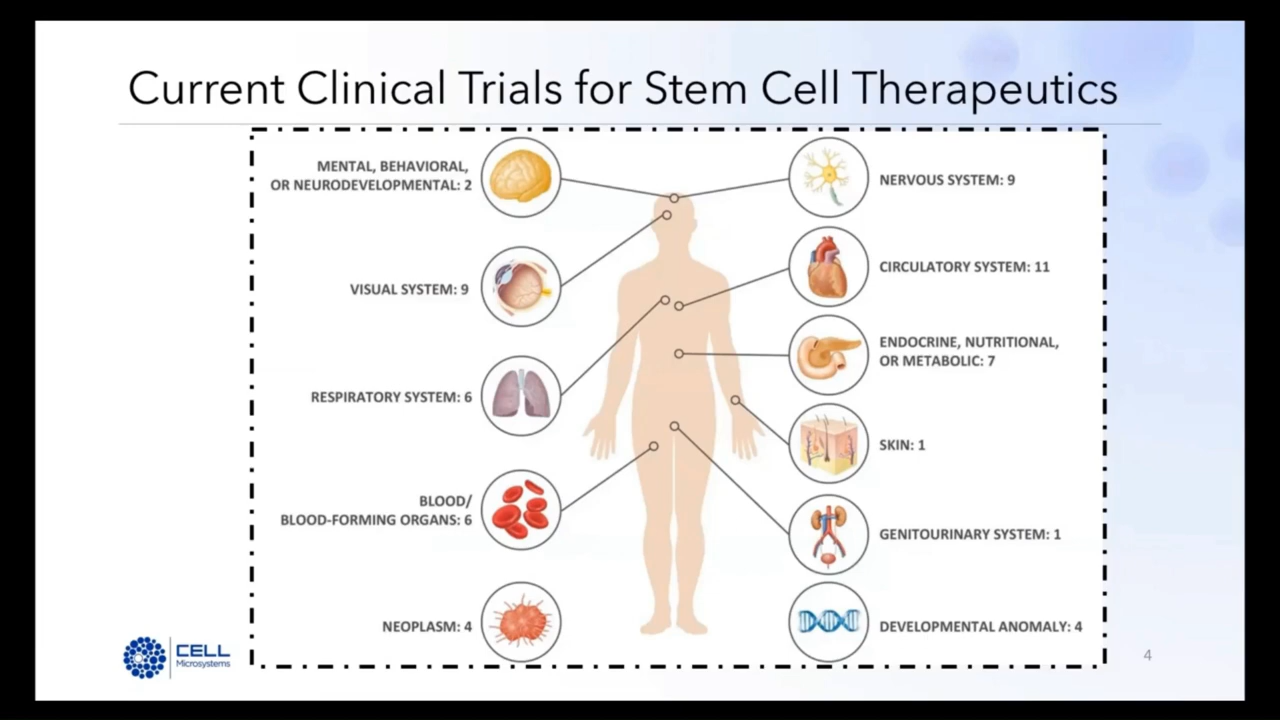 Current Clinical Trials for Stem Cell Therapeutics
MENTAL, BEHAVIORAL,
OR NEURODEVELOPMENTAL: 2
VISUAL SYSTEM: 9
RESPIRATORY SYSTEM: 6
BLOOD/
BLOOD-FORMING ORGANS: 6
NEOPLASM: 4
NERVOUS SYSTEM: 9
CIRCULATORY SYSTEM: 11
ENDOCRINE, NUTRITIONAL,
OR METABOLIC: 7
SKIN: 1
GENITOURINARY SYSTEM: 1
DEVELOPMENTAL ANOMALY: 4
CELL
Microsystems
4